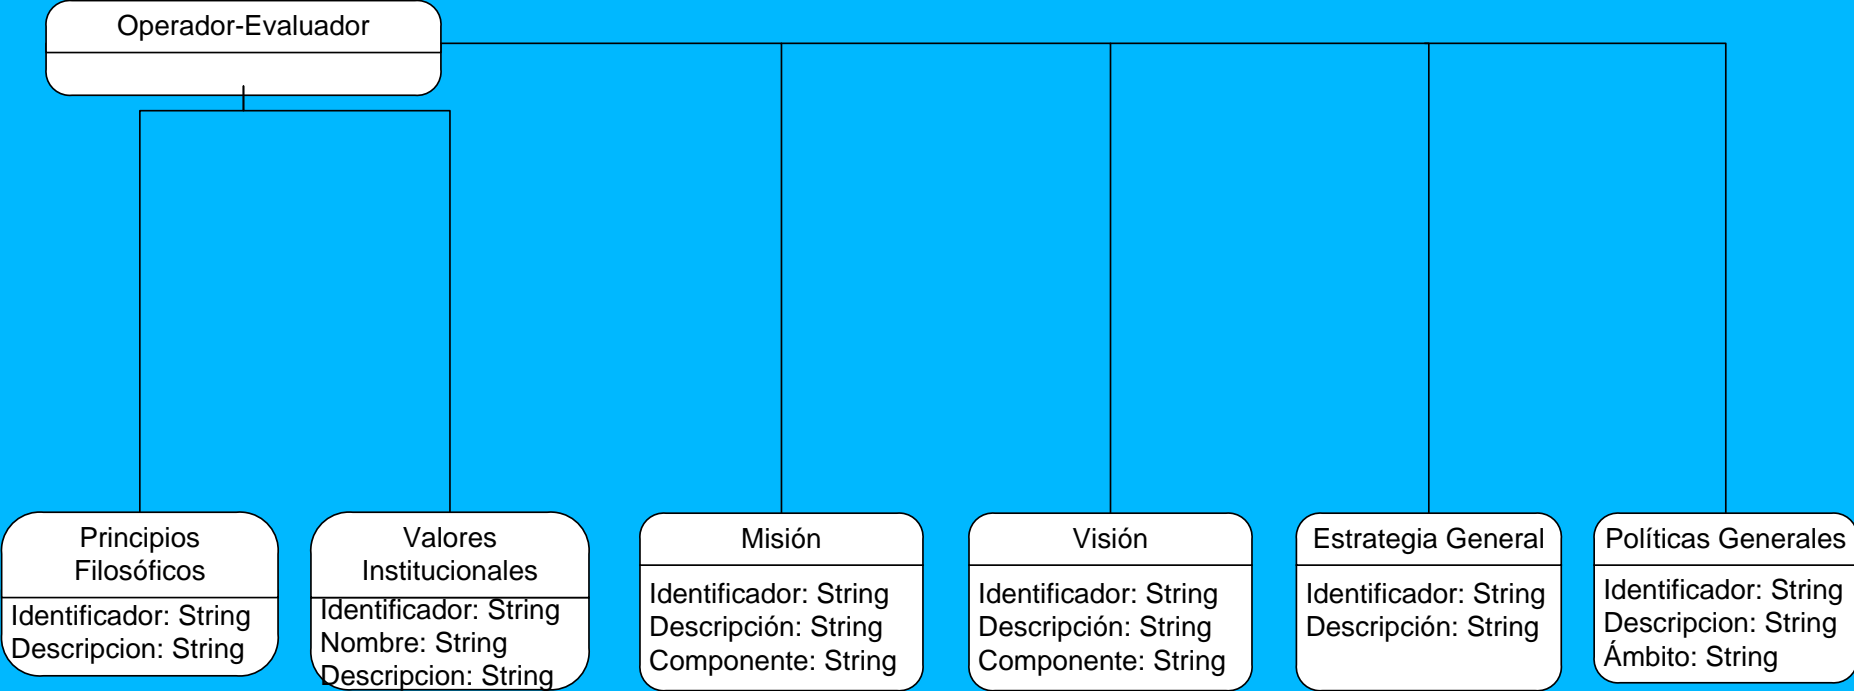 Operador-Evaluador
Principios
Filosóficos
Identificador: String
Descripcion: String
Valores
Institucionales
Identificador: String
Nombre: String
Descripcion: String
Misión
Identificador: String
Descripción: String
Componente: String
Visión
Identificador: String
Descripción: String
Componente: String
Estrategia General
Identificador: String
Descripción: String
Políticas Generales
Identificador: String
Descripcion: String
Ámbito: String